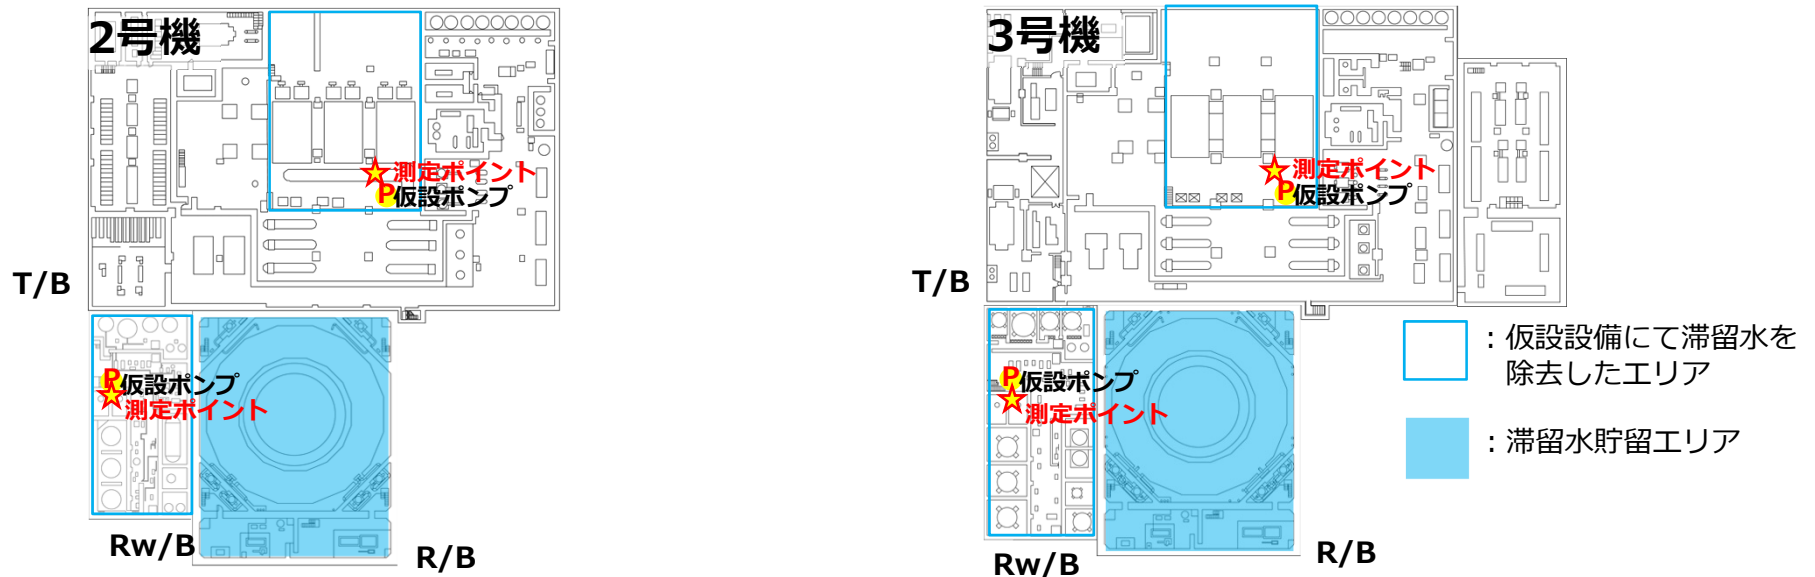 2号機
測定ポイント
P仮設ポンプ
T/B
P仮設ポンプ
測定ポイント
Rw/B
R/B
3号機
測定ポイント
P仮設ポンプ
T/B
P仮設ポンプ
測定ポイント
Rw/B
R/B
：仮設設備にて滞留水を
除去したエリア
：滞留水貯留エリア